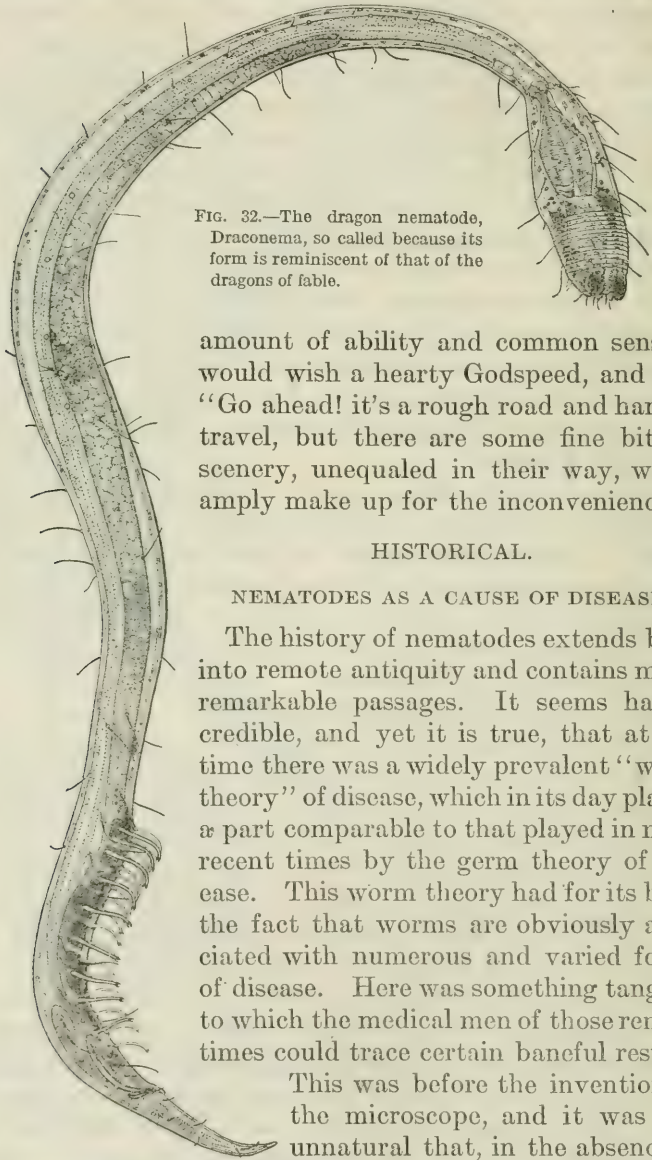 FIG. 32.—The dragon nematode,
Draconema, so called because its
form is reminiscent of that of the
dragons of fable.
amount of ability and common sens
would wish a hearty Godspeed, and
"Go ahead! it's a rough road and har
travel, but there are some fine bit
scenery, unequaled in their way, w
amply make up for the inconvenienc
HISTORICAL.
NEMATODES AS A CAUSE OF DISEAS
The history of nematodes extends b
into remote antiquity and contains m
remarkable passages. It seems ha
credible, and yet it is true, that at
time there was a widely prevalent "w
theory" of disease, which in its day pla
a part comparable to that played in m
recent times by the germ theory of
ease. This worm theory had for its b
the fact that worms are obviously a
ciated with numerous and varied fo
of disease. Here was something tang
to which the medical men of those rem
times could trace certain baneful res
This was before the invention
the microscope, and it was
unnatural that, in the absenc